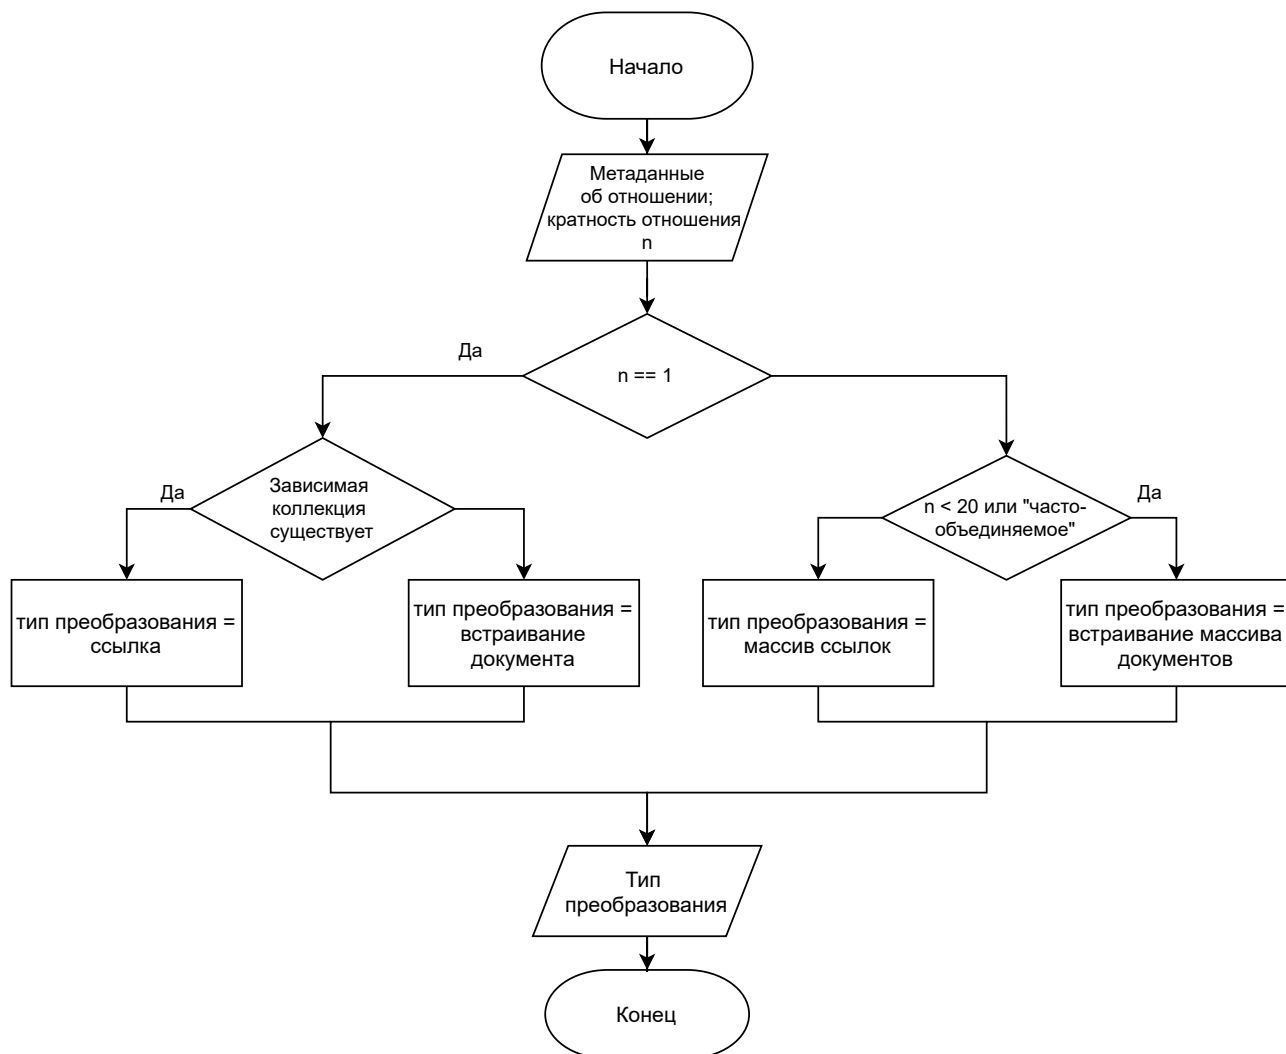 Начало
Метаданные
об отношении;
кратность отношения
n
Да
n == 1
Да
Зависимая
коллекция
существует
n < 20 или "часто-
объединяемое"
Да
тип преобразования =
ссылка
тип преобразования =
встраивание
документа
тип преобразования =
массив ссылок
тип преобразования =
встраивание массива
документов
Тип
преобразования
Конец